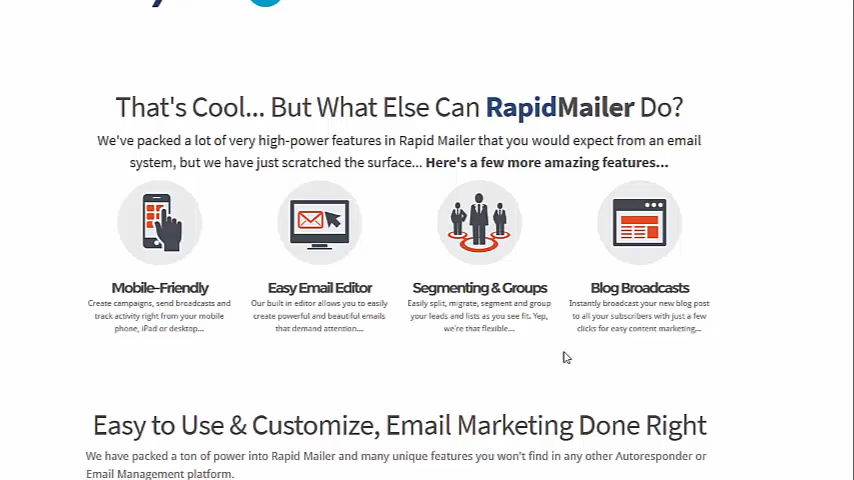 That's Cool... But What Else Can RapidMailer Do?
We've packed a lot of very high-power features in Rapid Mailer that you would expect from an email
system, but we have just scratched the surface... Here's a few more amazing features...
Mobile-Friendly
Create campaigns, send broadcasts and
track activity right from your mobile
phone, iPad or desktop...
Easy Email Editor
Our built in editor allows you to easily
create powerful and beautiful emails
that demand attention...
Segmenting & Groups
Easily split, migrate, segment and group
your leads and lists as you see fit. Yep,
we're that flexible...
Blog Broadcasts
Instantly broadcast your new blog post
to all your subscribers with just a few
clicks for easy content marketing...
Easy to Use & Customize, Email Marketing Done Right
We have packed a ton of power into Rapid Mailer and many unique features you won't find in any other Autoresponder or
Email Management platform.